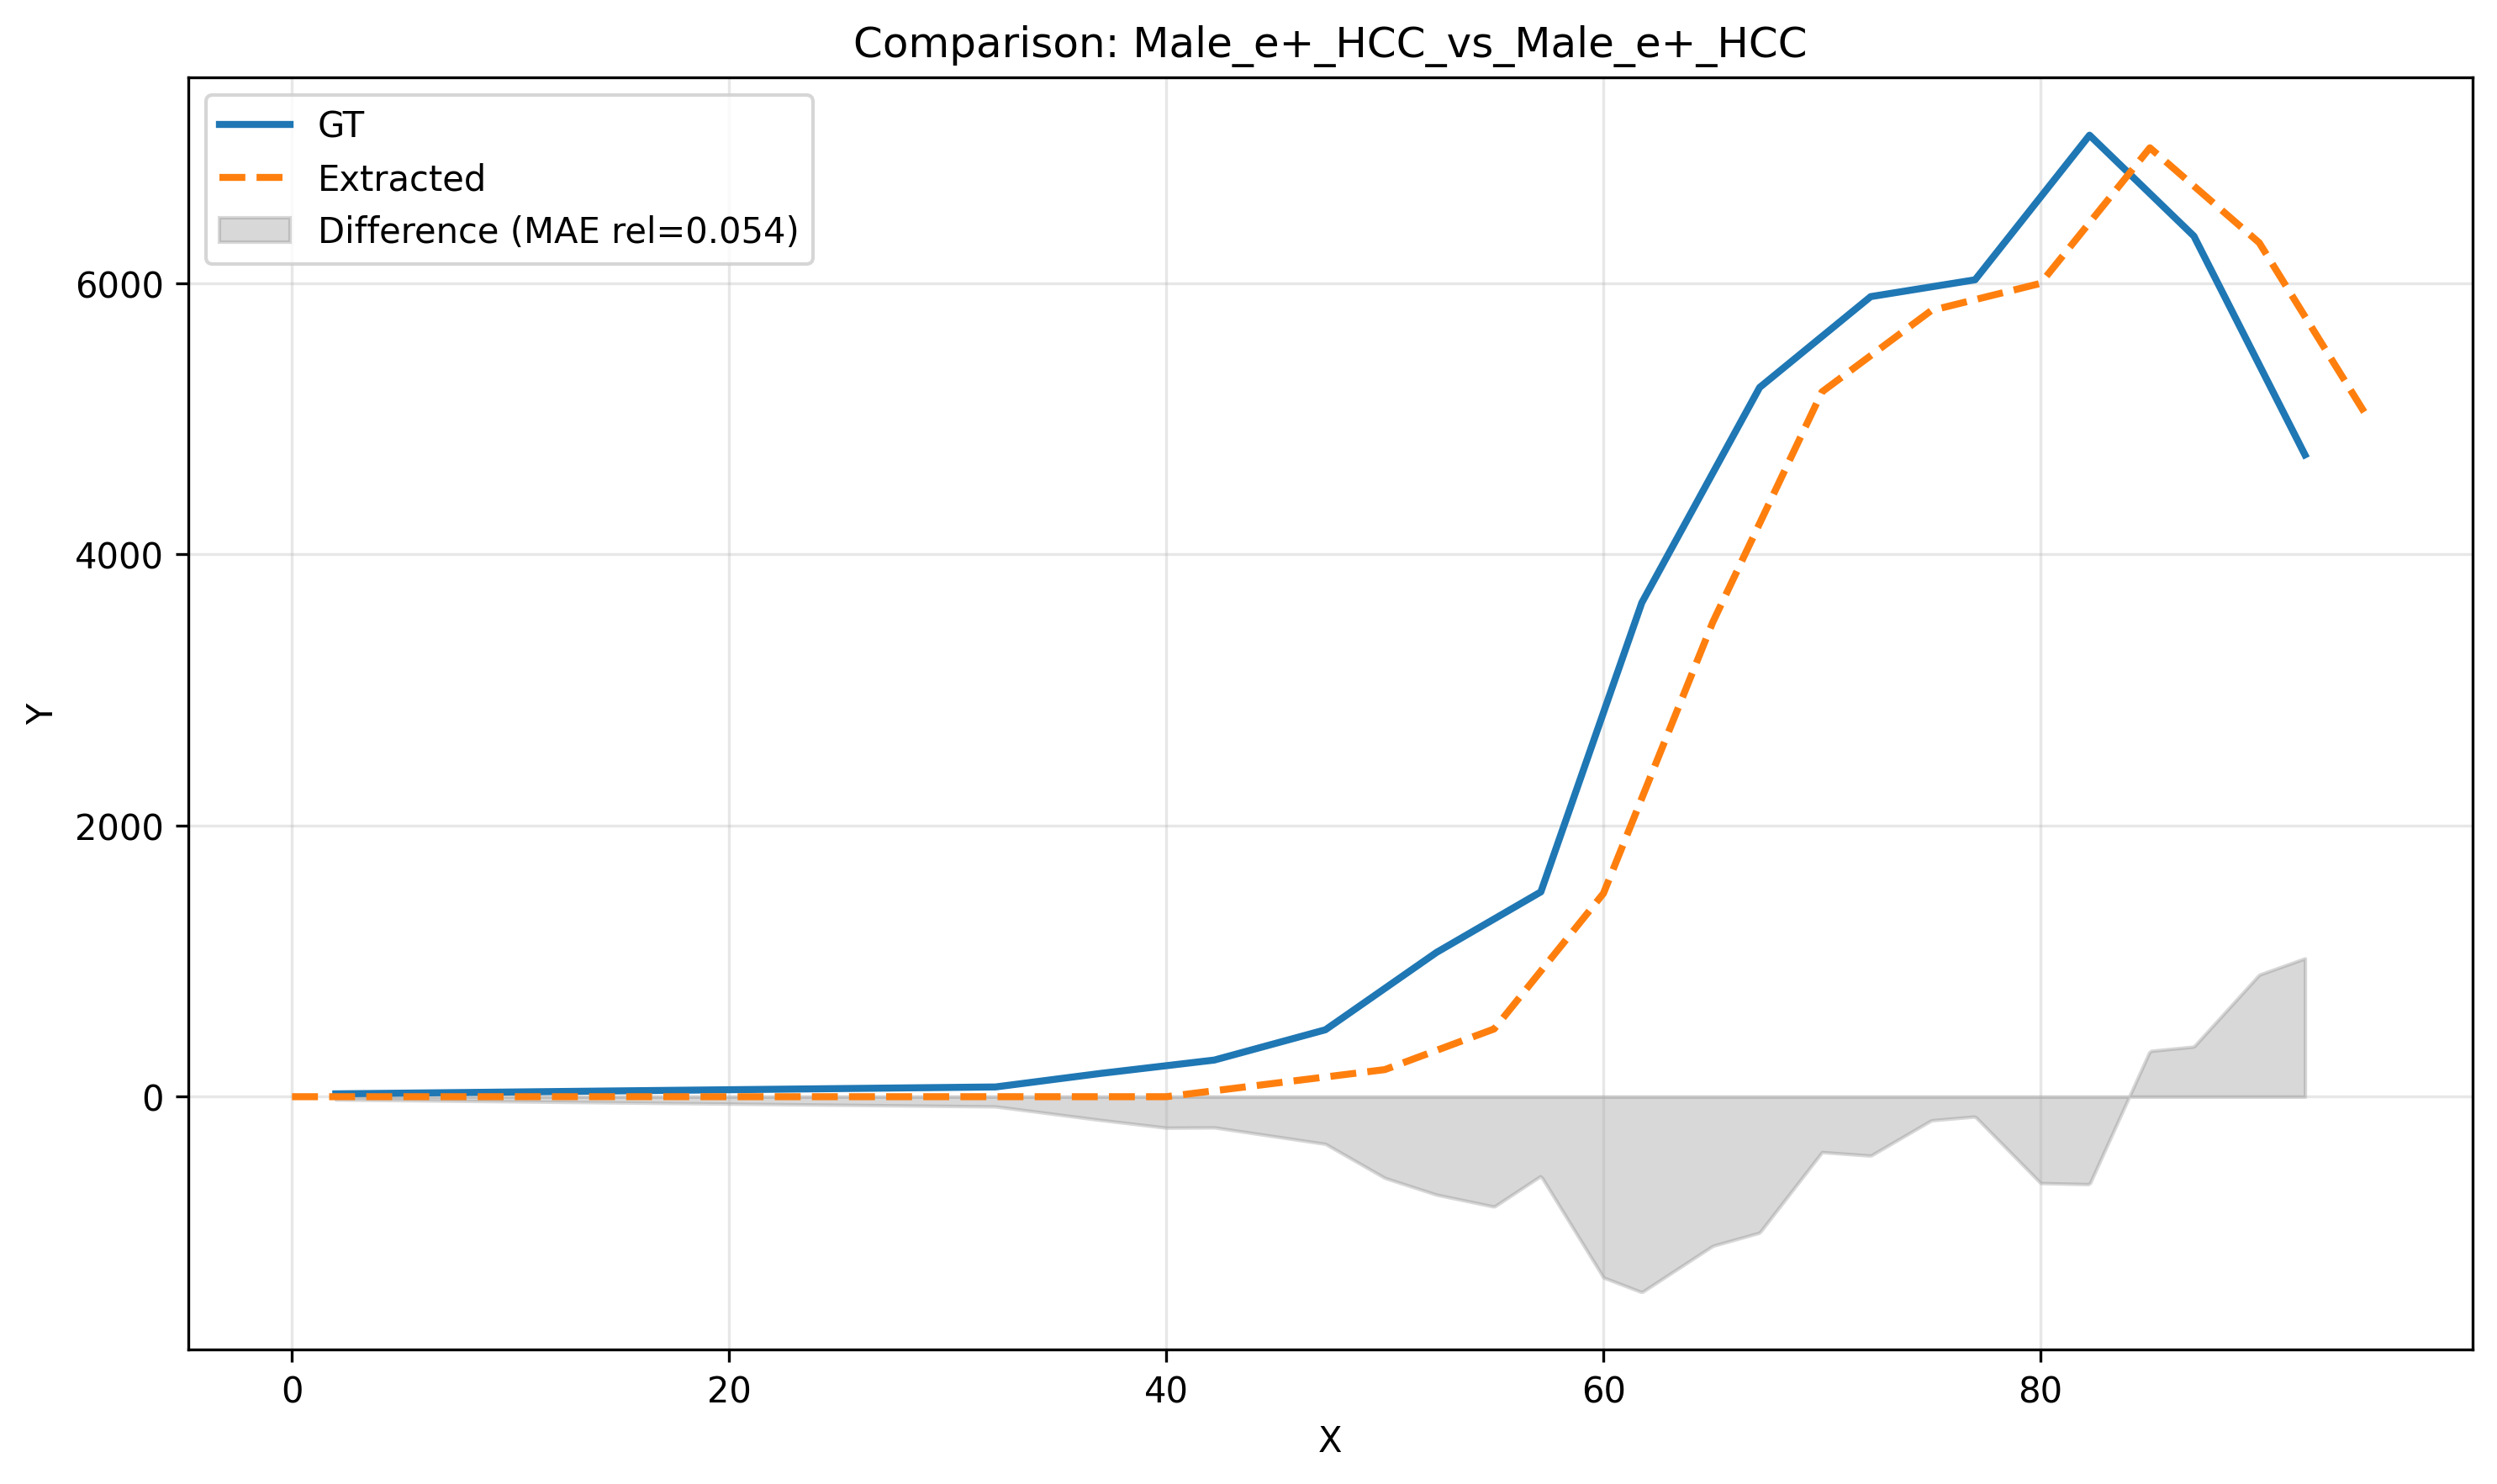 Comparison: Male_e+_HCC_vs_Male_e+_HCC
GT
Extracted
Difference (MAE rel=0.054)
6000
4000
2000
0
Y
0
20
40
60
80
X